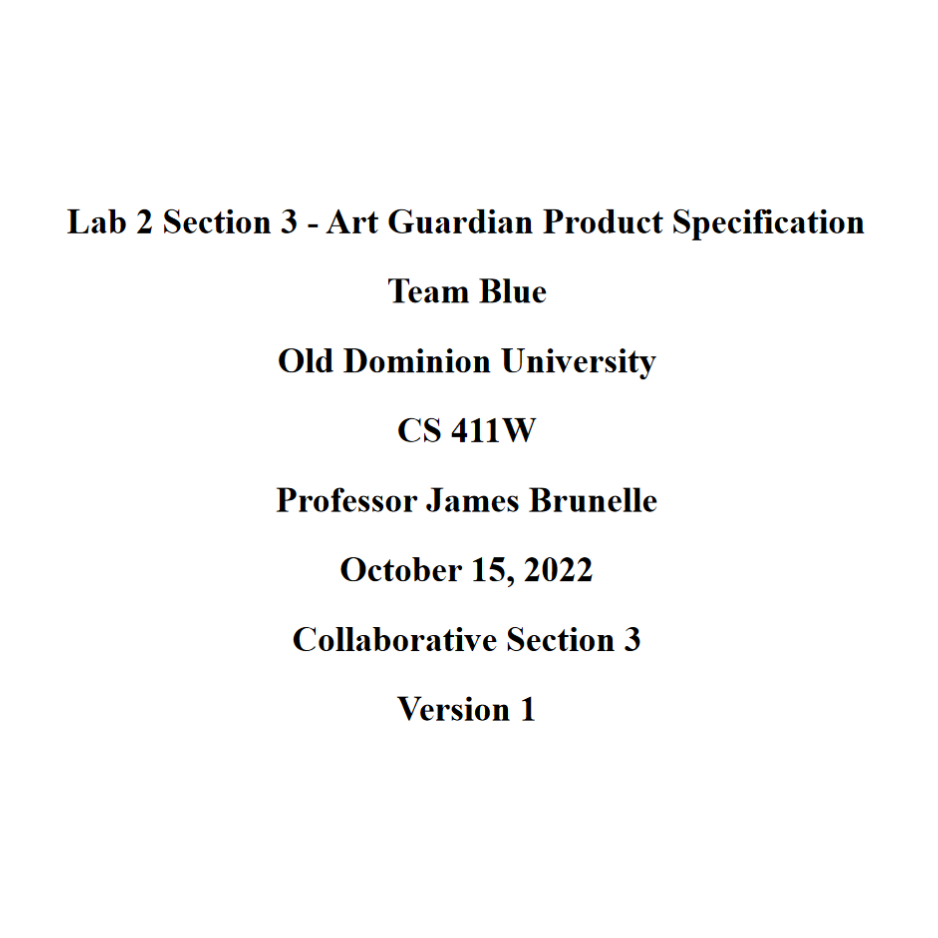 Lab 2 Section 3 - Art Guardian Product Specification
Team Blue
Old Dominion University
CS 411W
Professor James Brunelle
October 15, 2022
Collaborative Section 3
Version 1